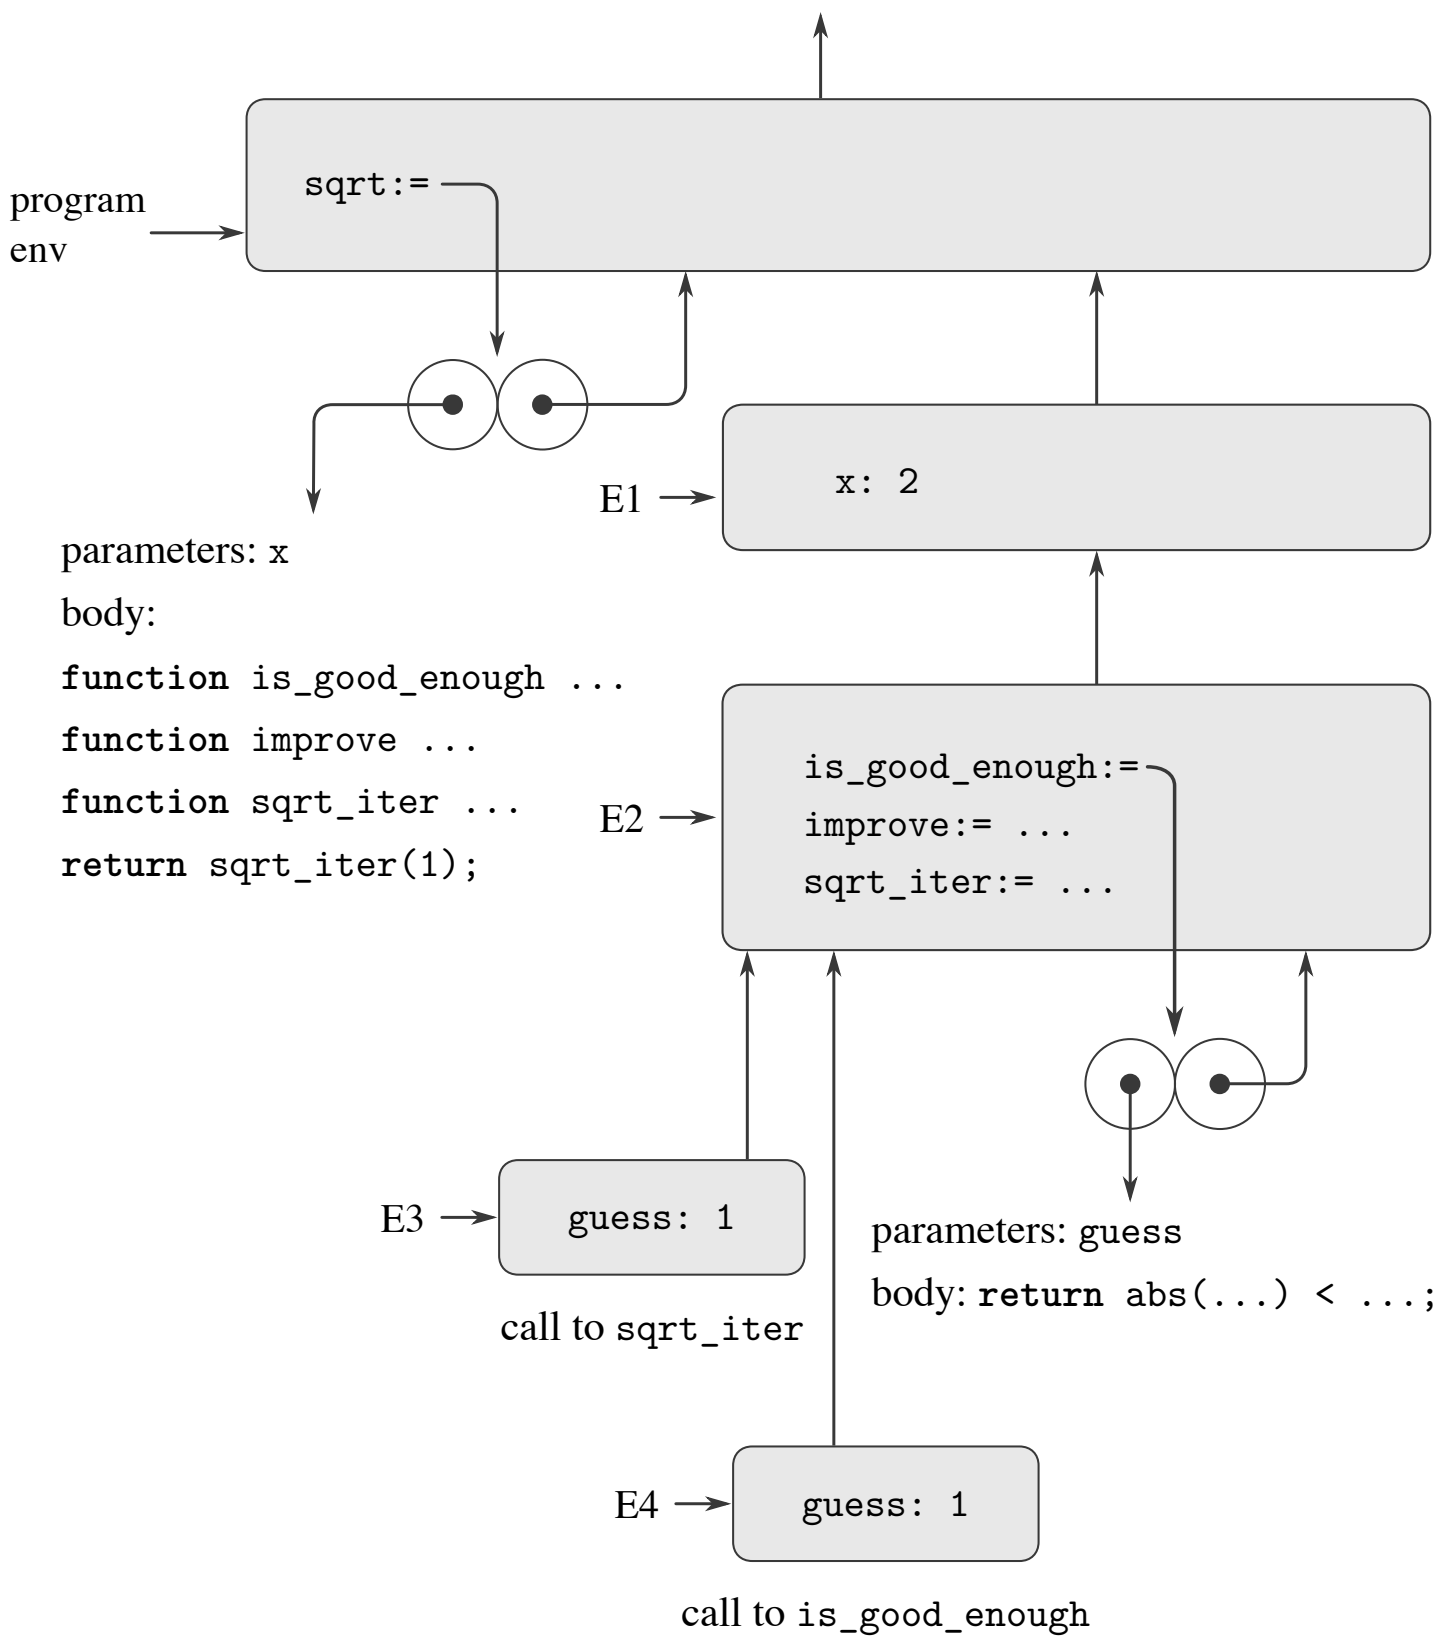 sqrt:=
program
env
E1
x: 2
parameters: x
body:
function is_good_enough ...
function improve ...
function sqrt_iter ...
return sqrt_iter(1);
E2
is_good_enough:=
improve:= ...
sqrt_iter:= ...
E3
guess: 1
call to sqrt_iter
parameters: guess
body: return abs(...) < ...;
E4
guess: 1
call to is_good_enough